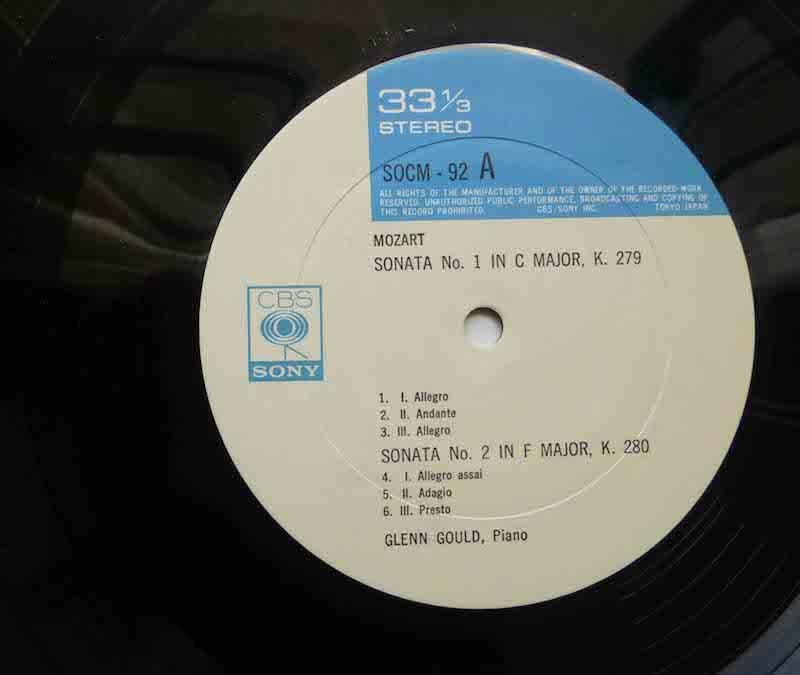 33 1/3
STEREO
SOCM - 92 A
ALL RIGHTS OF THE MANUFACTURER AND OF THE OWNER OF THE RECORDED WORK
RESERVED. UNAUTHORIZED PUBLIC PERFORMANCE, BROADCASTING AND COPYING OF
THIS RECORD PROHIBITED. CBS/SONY INC. TOKYO JAPAN
MOZART
SONATA No. 1 IN C MAJOR, K. 279
CBS
SONY
1. I. Allegro
2. II. Andante
3. III. Allegro
SONATA No. 2 IN F MAJOR, K. 280
4. I. Allegro assai
5. II. Adagio
6. III. Presto
GLENN GOULD, Piano